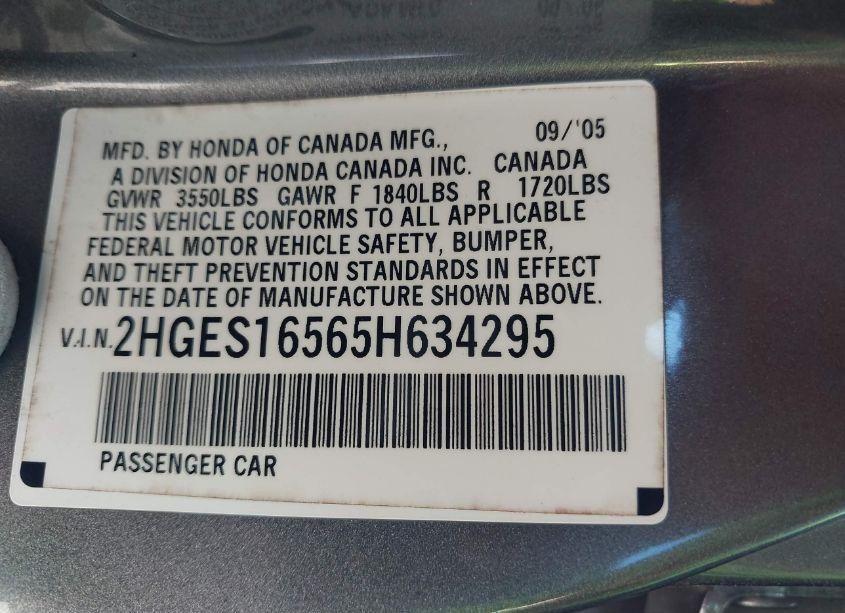 MFD. BY HONDA OF CANADA MFG., 09/'05
A DIVISION OF HONDA CANADA INC. CANADA
GVWR 3550LBS GAWR F 1840LBS R 1720LBS
THIS VEHICLE CONFORMS TO ALL APPLICABLE
FEDERAL MOTOR VEHICLE SAFETY, BUMPER,
AND THEFT PREVENTION STANDARDS IN EFFECT
ON THE DATE OF MANUFACTURE SHOWN ABOVE.
V.I.N. 2HGES16565H634295
PASSENGER CAR